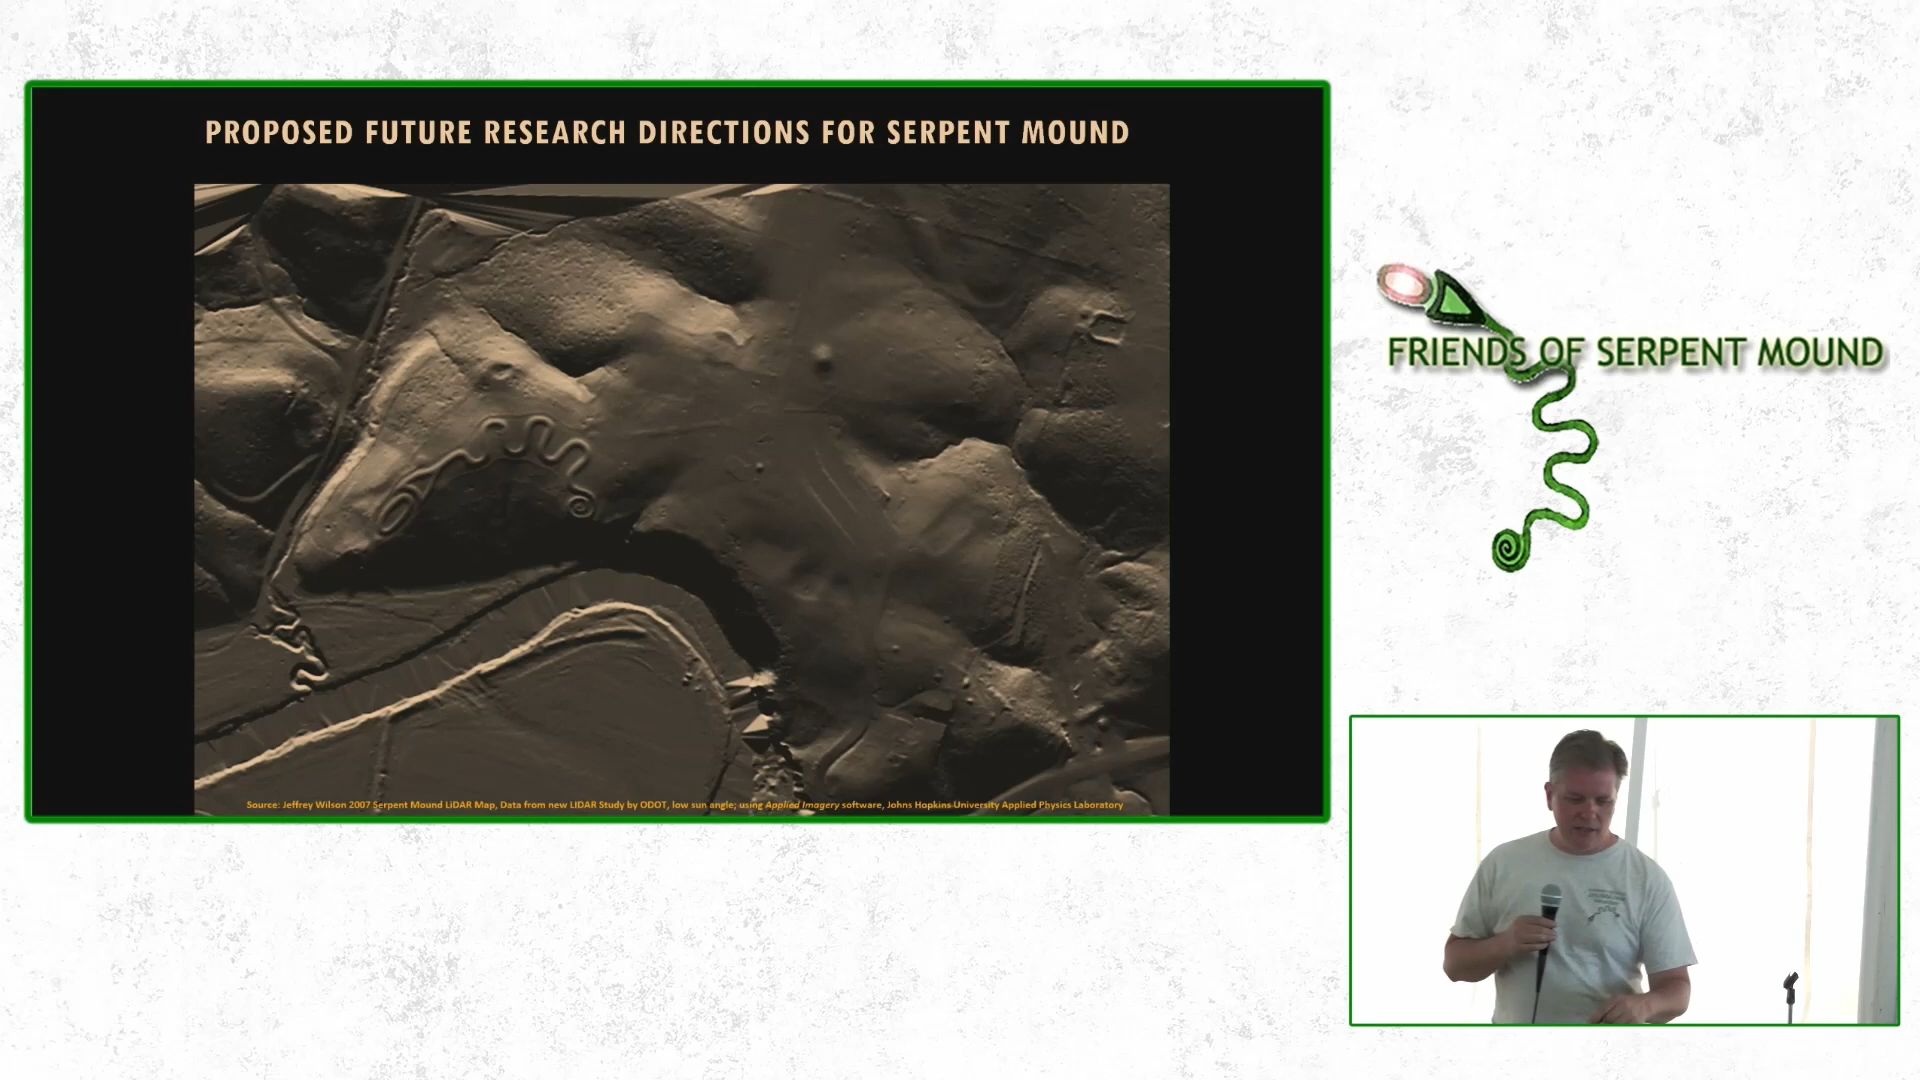 PROPOSED FUTURE RESEARCH DIRECTIONS FOR SERPENT MOUND
Source: Jeffrey Wilson 2007 Serpent Mound LiDAR Map, Data from new LIDAR Study by ODOT, low sun angle; using Applied Imagery software, Johns Hopkins University Applied Physics Laboratory
FRIENDS OF SERPENT MOUND